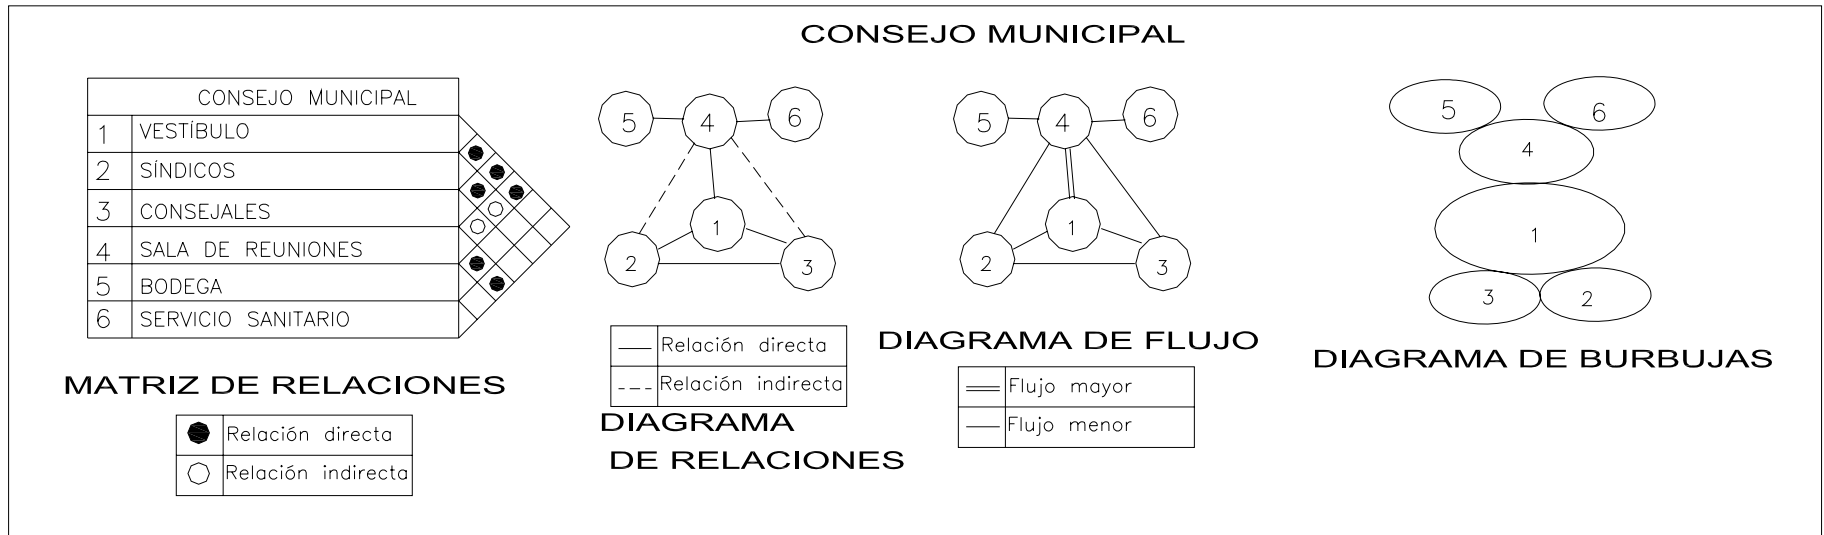 CONSEJO MUNICIPAL
CONSEJO MUNICIPAL
1 VESTÍBULO
2 SÍNDICOS
3 CONSEJALES
4 SALA DE REUNIONES
5 BODEGA
6 SERVICIO SANITARIO
MATRIZ DE RELACIONES
Relación directa
Relación indirecta
5 4 6
1
2 3
Relación directa
Relación indirecta
DIAGRAMA
DE RELACIONES
5 4 6
1
2 3
DIAGRAMA DE FLUJO
Flujo mayor
Flujo menor
5 6
4
1
3 2
DIAGRAMA DE BURBUJAS